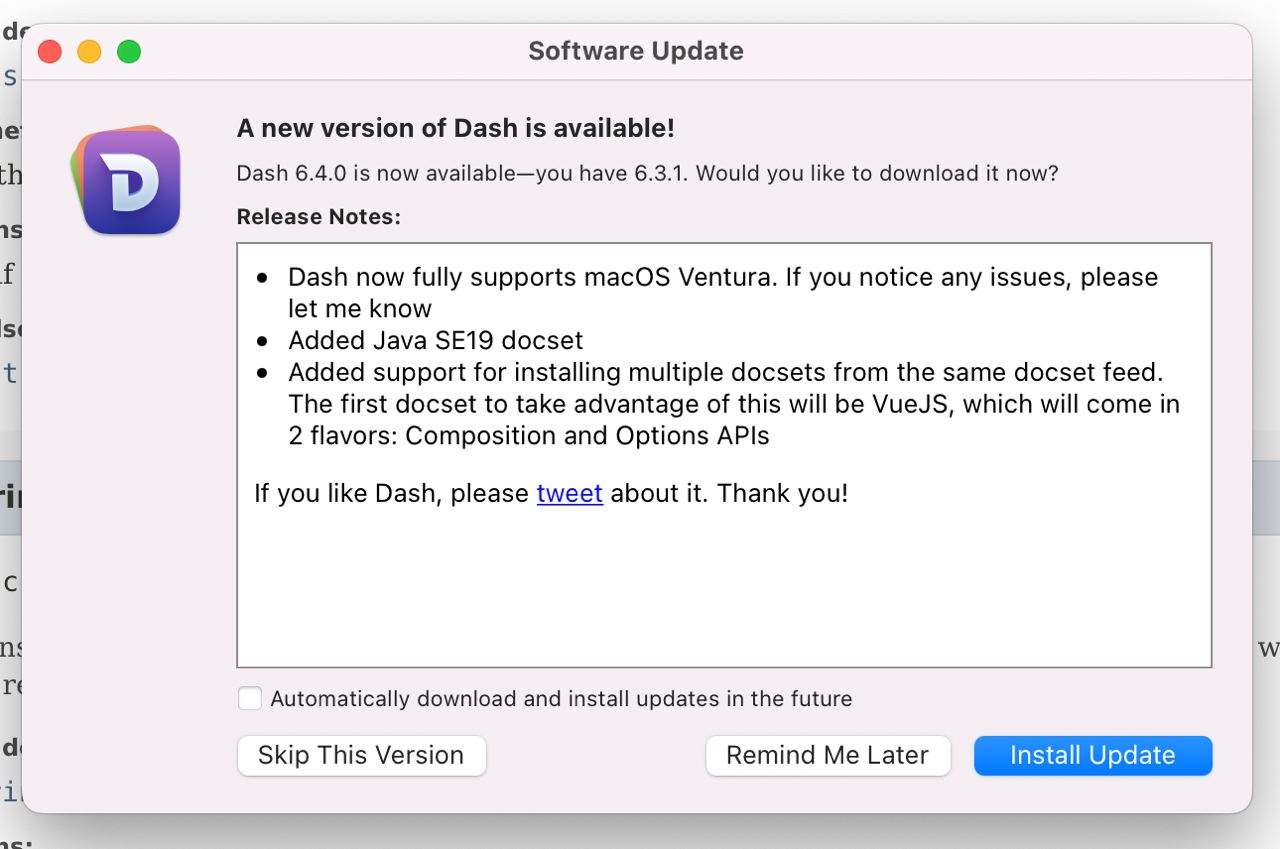 Software Update
A new version of Dash is available!
Dash 6.4.0 is now available—you have 6.3.1. Would you like to download it now?
Release Notes:
• Dash now fully supports macOS Ventura. If you notice any issues, please
let me know
• Added Java SE19 docset
• Added support for installing multiple docsets from the same docset feed.
The first docset to take advantage of this will be VueJS, which will come in
2 flavors: Composition and Options APIs
If you like Dash, please tweet about it. Thank you!
Automatically download and install updates in the future
Skip This Version
Remind Me Later
Install Update